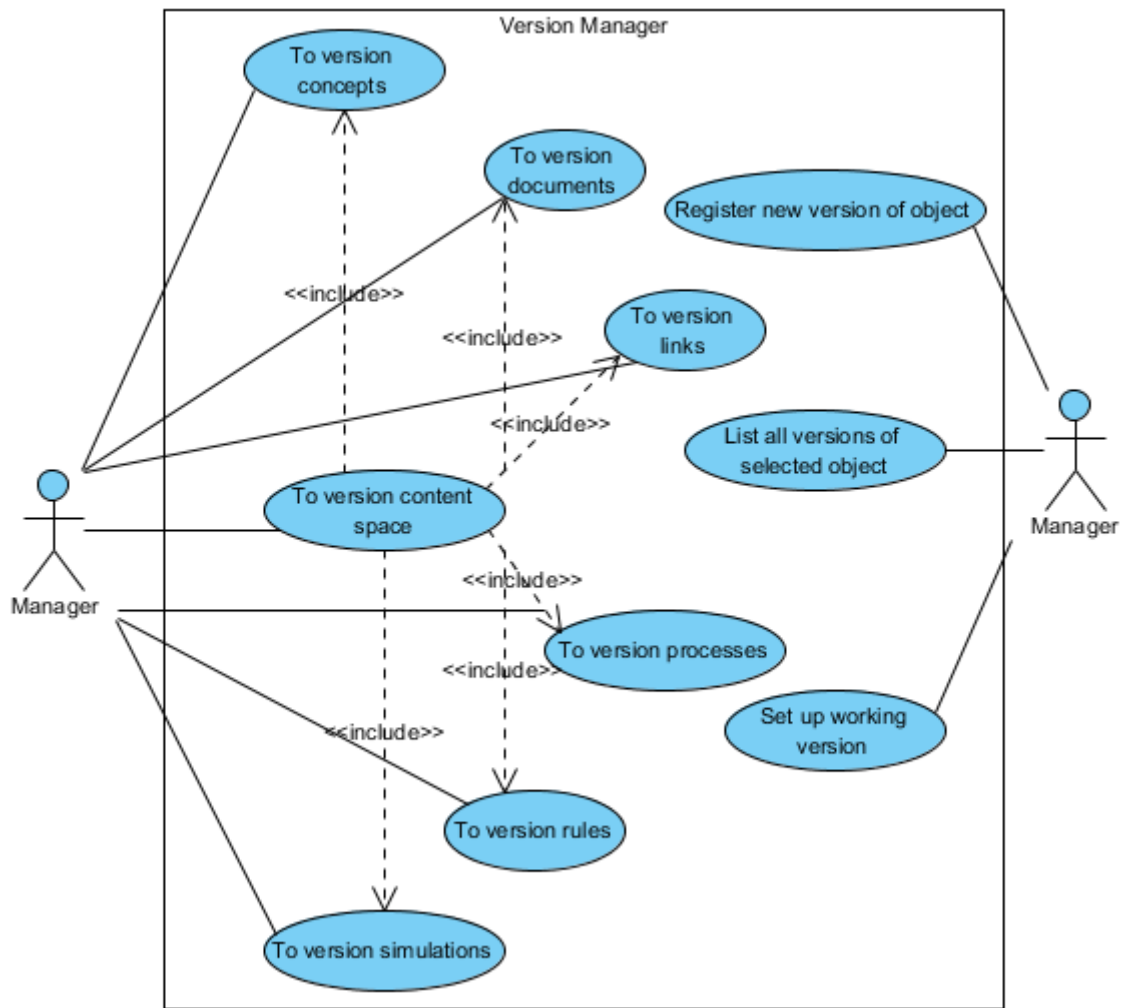 Version Manager
To version
concepts
To version
documents
Register new version of object
<<include>>
To version
links
<<include>>
<<include>>
List all versions of
selected object
To version content
space
Manager
Manager
<<include>>
To version processes
<<include>>
Set up working
version
<<include>>
To version rules
To version simulations